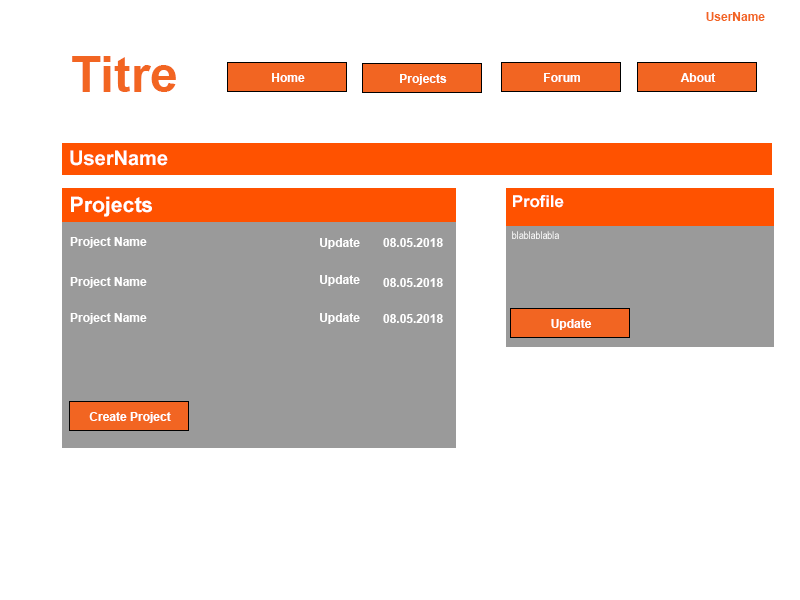 UserName
Titre
Home
Projects
Forum
About
UserName
Projects
Project Name Update 08.05.2018
Project Name Update 08.05.2018
Project Name Update 08.05.2018
Create Project
Profile
blablablabla
Update